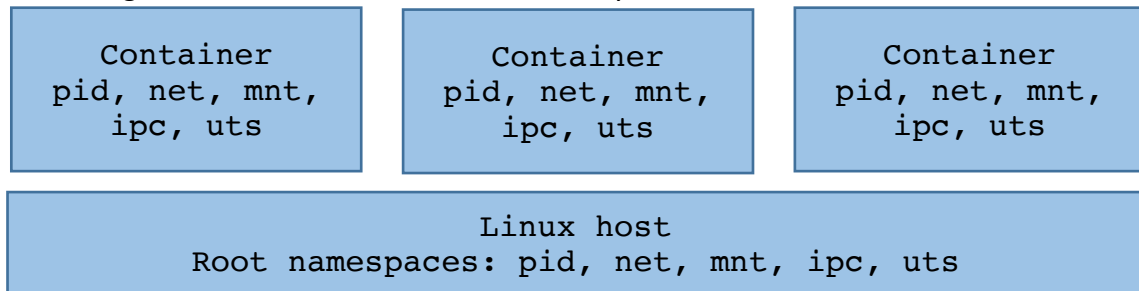 Container
pid, net, mnt,
ipc, uts
Container
pid, net, mnt,
ipc, uts
Container
pid, net, mnt,
ipc, uts
Linux host
Root namespaces: pid, net, mnt, ipc, uts